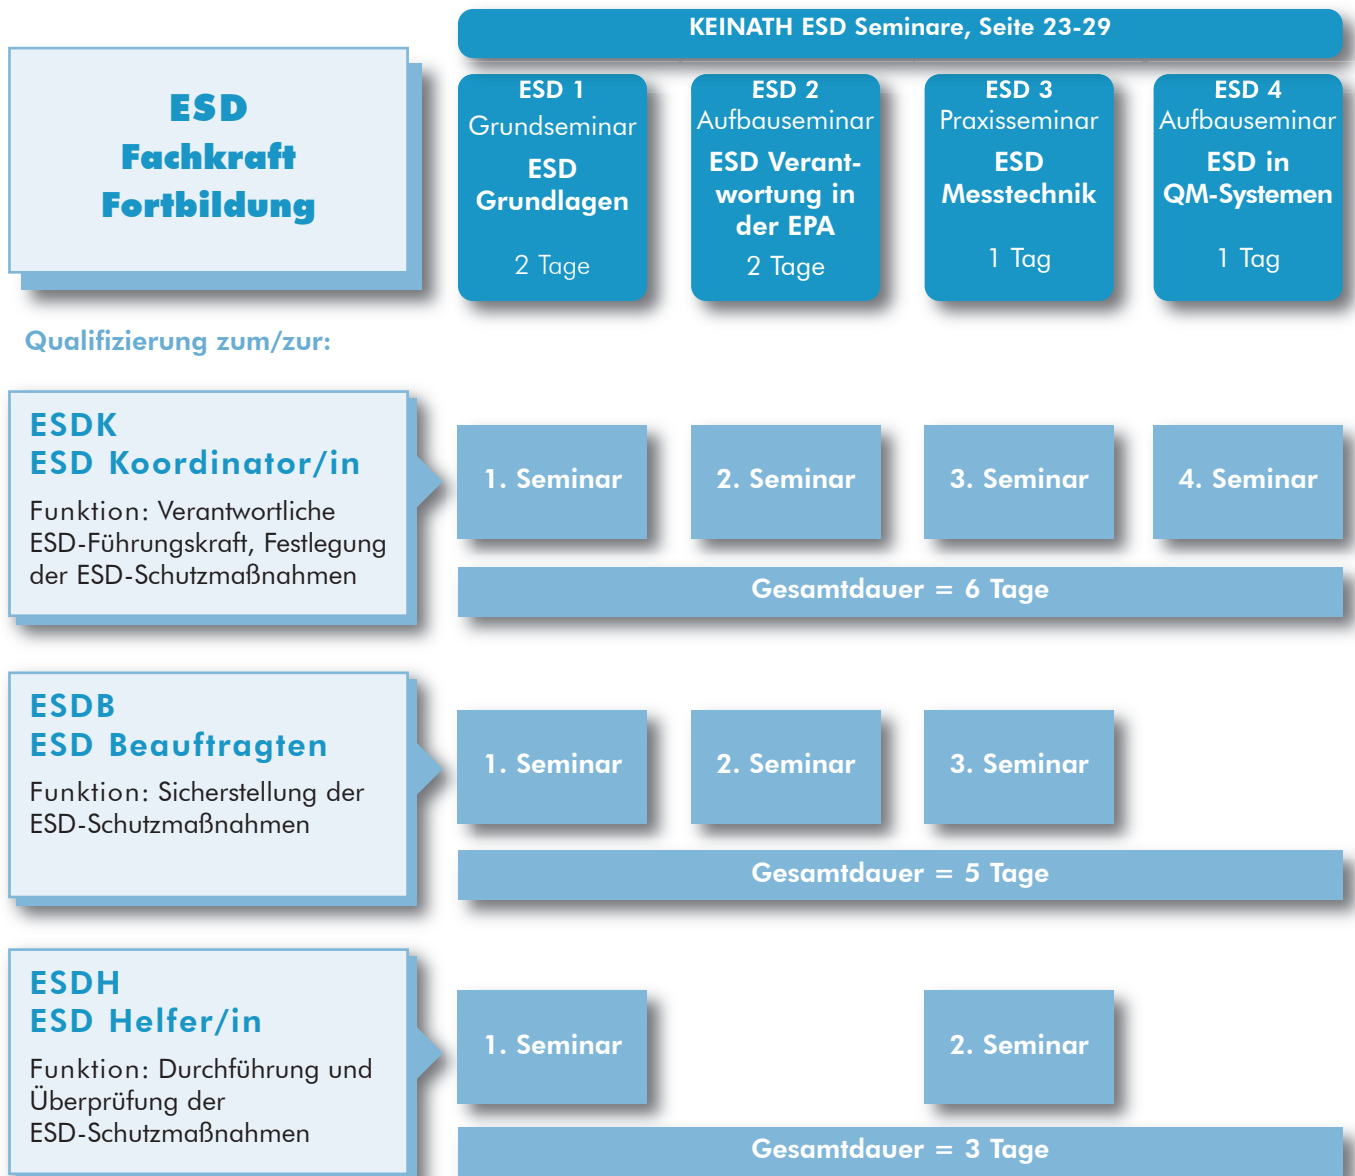 KEINATH ESD Seminare, Seite 23-29
ESD
Fachkraft
Fortbildung
ESD 1
Grundseminar
ESD
Grundlagen
2 Tage
ESD 2
Aufbauseminar
ESD Verant-
wortung in
der EPA
2 Tage
ESD 3
Praxisseminar
ESD
Messtechnik
1 Tag
ESD 4
Aufbauseminar
ESD in
QM-Systemen
1 Tag
Qualifizierung zum/zur:
ESDK
ESD Koordinator/in
Funktion: Verantwortliche
ESD-Führungskraft, Festlegung
der ESD-Schutzmaßnahmen
1. Seminar
2. Seminar
3. Seminar
4. Seminar
Gesamtdauer = 6 Tage
ESDB
ESD Beauftragten
Funktion: Sicherstellung der
ESD-Schutzmaßnahmen
1. Seminar
2. Seminar
3. Seminar
Gesamtdauer = 5 Tage
ESDH
ESD Helfer/in
Funktion: Durchführung und
Überprüfung der
ESD-Schutzmaßnahmen
1. Seminar
2. Seminar
Gesamtdauer = 3 Tage